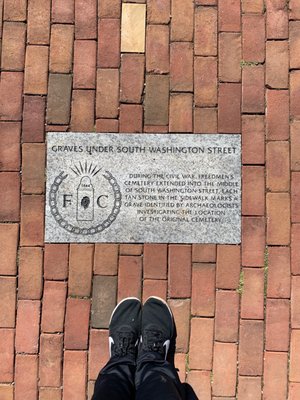 GRAVES UNDER SOUTH WASHINGTON STREET
DURING THE CIVIL WAR, FREEDMEN'S
CEMETERY EXTENDED INTO THE MIDDLE
OF SOUTH WASHINGTON STREET. EACH
TAN STONE IN THE SIDEWALK MARKS A
GRAVE IDENTIFIED BY ARCHAEOLOGISTS
INVESTIGATING THE LOCATION
OF THE ORIGINAL CEMETERY.
F C